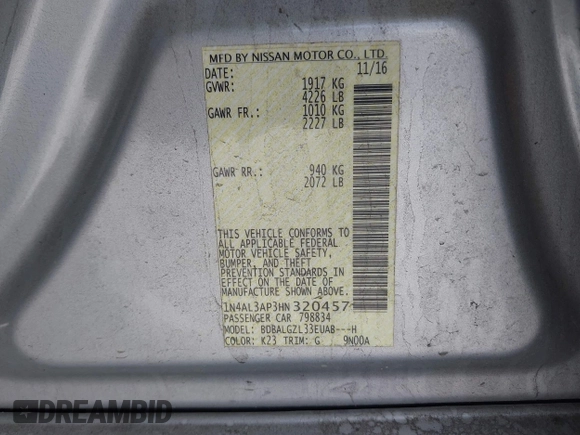 MFD BY NISSAN MOTOR CO., LTD.
DATE: 11/16
GVWR: 1917 KG
4226 LB
GAWR FR.: 1010 KG
2227 LB
GAWR RR.: 940 KG
2072 LB
THIS VEHICLE CONFORMS TO
ALL APPLICABLE FEDERAL
MOTOR VEHICLE SAFETY,
BUMPER, AND THEFT
PREVENTION STANDARDS IN
EFFECT ON THE DATE OF
MANUFACTURE SHOWN ABOVE.
1N4AL3AP3HN320457
PASSENGER CAR 798834
MODEL: BDBALGZL33EUA8---H
COLOR: K23 TRIM: G 9N00A
DREAMBID